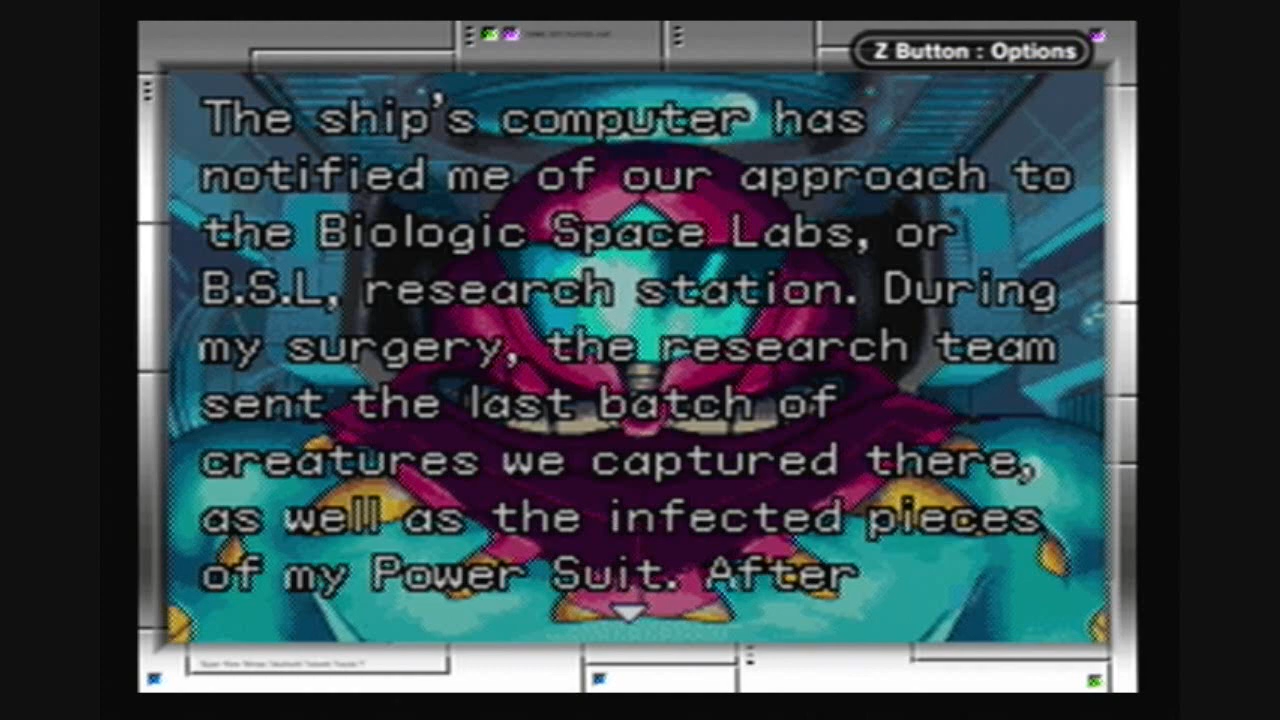 Z Button : Options
The ship's computer has
notified me of our approach to
the Biologic Space Labs, or
B.S.L, research station. During
my surgery, the research team
sent the last batch of
creatures we captured there,
as well as the infected pieces
of my Power Suit. After